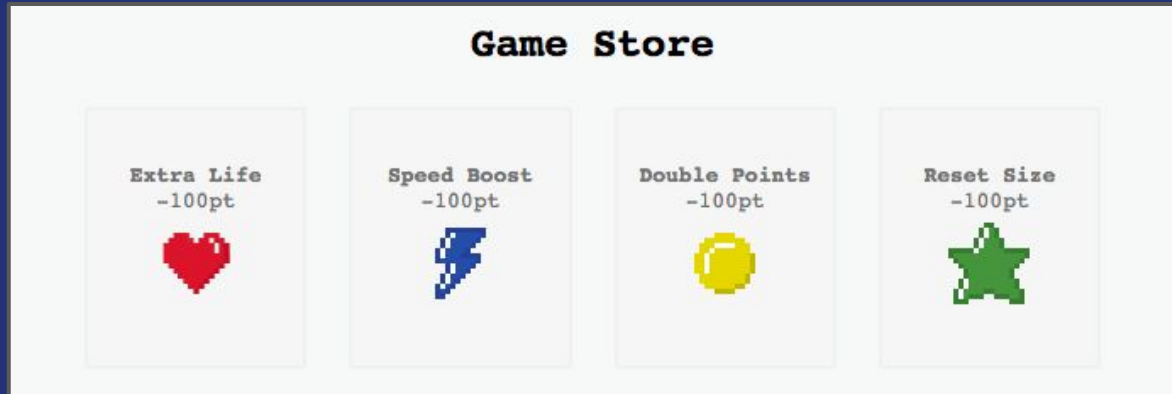 Game Store
Extra Life
-100pt
Speed Boost
-100pt
Double Points
-100pt
Reset Size
-100pt